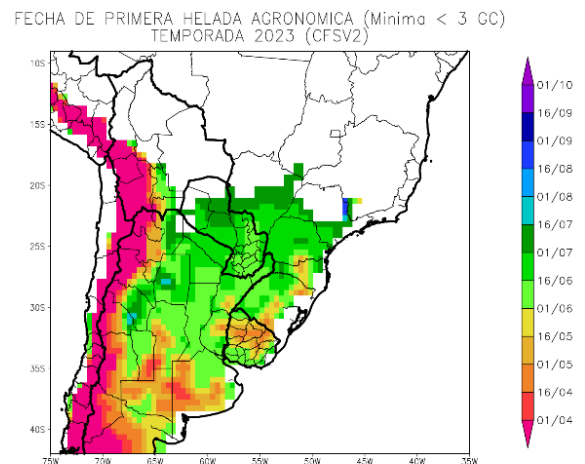 FECHA DE PRIMERA HELADA AGRONOMICA (Minima < 3 GC)
TEMPORADA 2023 (CFSV2)
10S
15S
20S
25S
30S
35S
40S
75W 70W 65W 60W 55W 50W 45W 40W 35W
01/10
16/09
01/09
16/08
01/08
16/07
01/07
16/06
01/06
16/05
01/05
16/04
01/04